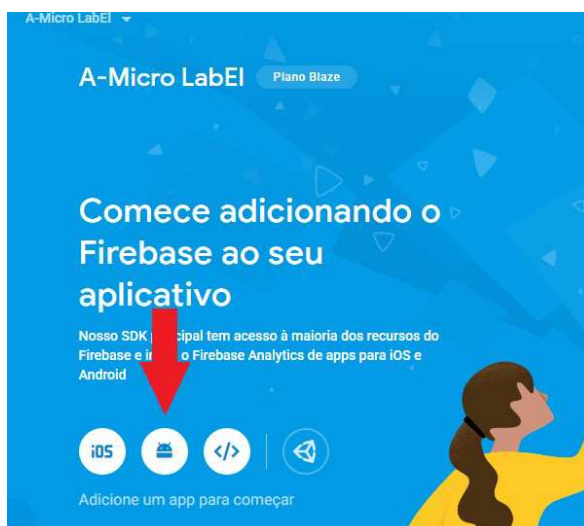 A-Micro LabEl
A-Micro LabEl Plano Blaze
Comece adicionando o
Firebase ao seu
aplicativo
Nosso SDK cipal tem acesso à maioria dos recursos do
Firebase e i o Firebase Analytics de apps para iOS e
Android
iOS </>
Adicione um app para começar